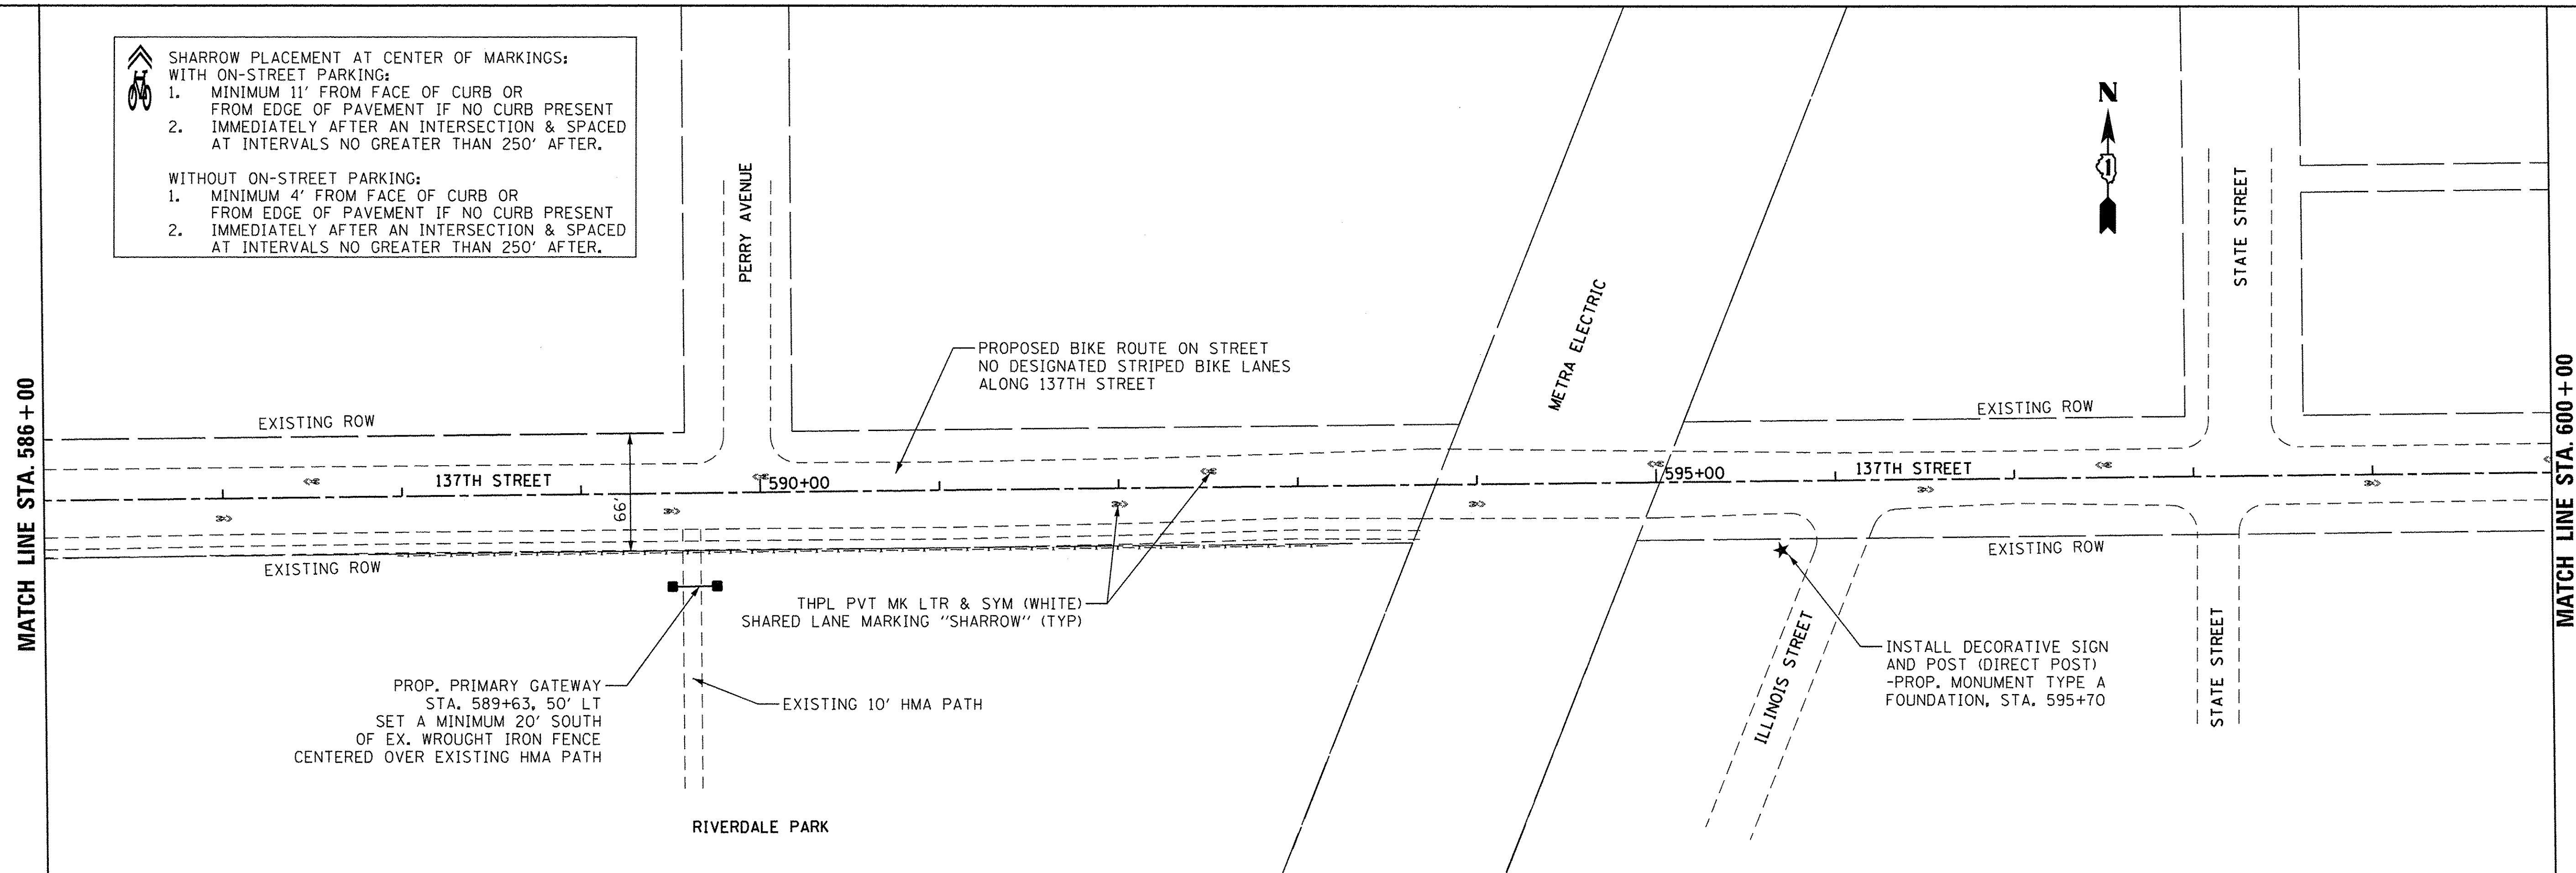 SHARROW PLACEMENT AT CENTER OF MARKINGS:
WITH ON-STREET PARKING:
1. MINIMUM 11' FROM FACE OF CURB OR
FROM EDGE OF PAVEMENT IF NO CURB PRESENT
2. IMMEDIATELY AFTER AN INTERSECTION & SPACED
AT INTERVALS NO GREATER THAN 250' AFTER.
WITHOUT ON-STREET PARKING:
1. MINIMUM 4' FROM FACE OF CURB OR
FROM EDGE OF PAVEMENT IF NO CURB PRESENT
2. IMMEDIATELY AFTER AN INTERSECTION & SPACED
AT INTERVALS NO GREATER THAN 250' AFTER.
PERRY AVENUE
N
1
STATE STREET
METRA ELECTRIC
PROPOSED BIKE ROUTE ON STREET
NO DESIGNATED STRIPED BIKE LANES
ALONG 137TH STREET
MATCH LINE STA. 586+00
MATCH LINE STA. 600+00
EXISTING ROW
EXISTING ROW
137TH STREET
590+00
595+00
137TH STREET
66'
EXISTING ROW
EXISTING ROW
THPL PVT MK LTR & SYM (WHITE)
SHARED LANE MARKING "SHARROW" (TYP)
PROP. PRIMARY GATEWAY
STA. 589+63, 50' LT
SET A MINIMUM 20' SOUTH
OF EX. WROUGHT IRON FENCE
CENTERED OVER EXISTING HMA PATH
EXISTING 10' HMA PATH
ILLINOIS STREET
INSTALL DECORATIVE SIGN
AND POST (DIRECT POST)
-PROP. MONUMENT TYPE A
FOUNDATION, STA. 595+70
STATE STREET
RIVERDALE PARK